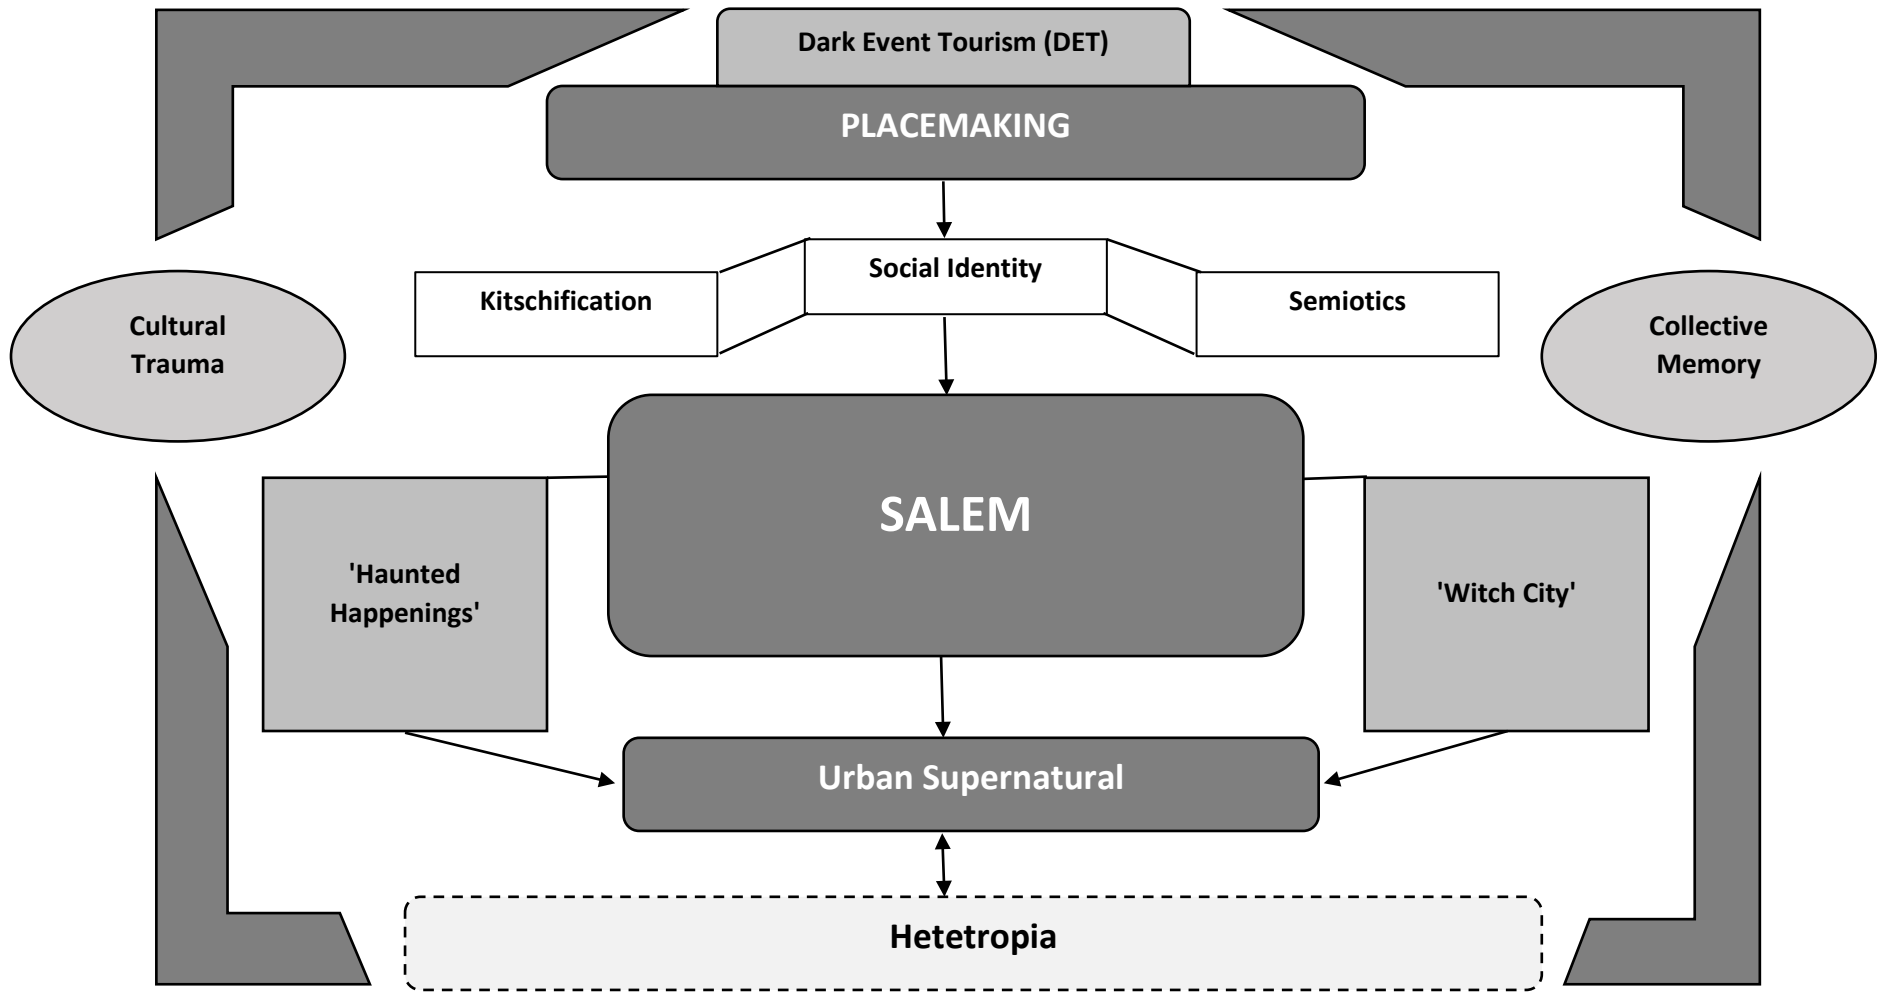 Dark Event Tourism (DET)
PLACEMAKING
Social Identity
Kitschification
Semiotics
Cultural
Trauma
Collective
Memory
SALEM
'Haunted
Happenings'
'Witch City'
Urban Supernatural
Hetetropia